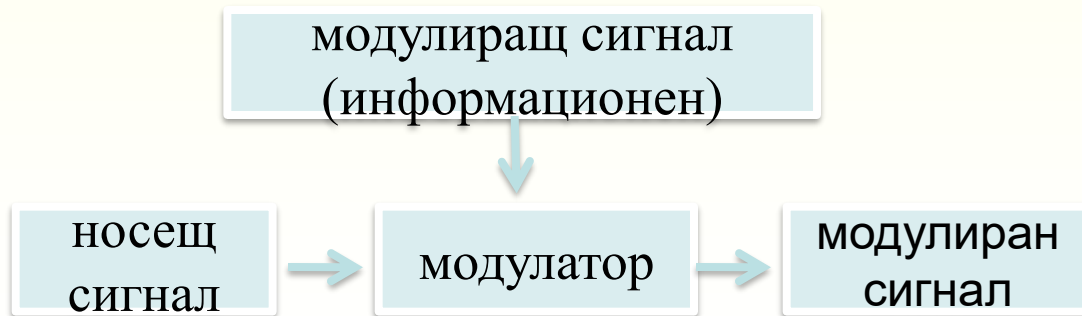 модулиращ сигнал
(информационен)
носещ
сигнал
модулатор
модулиран
сигнал